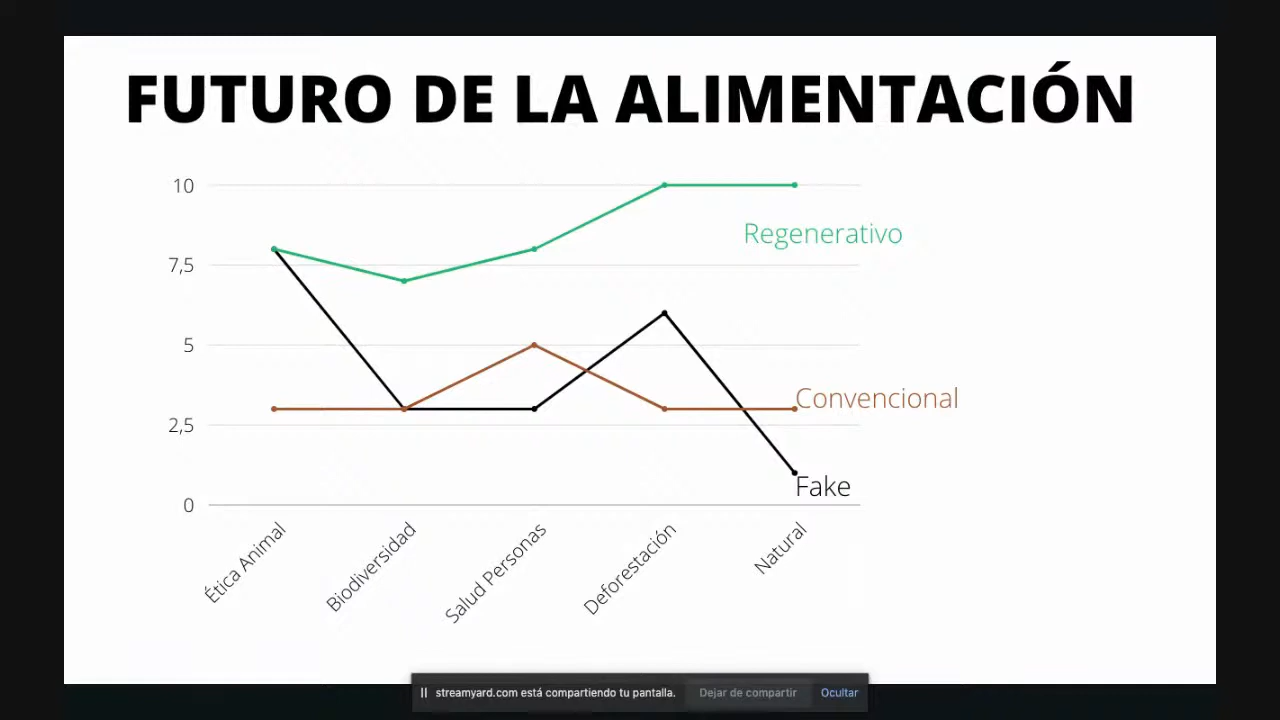 FUTURO DE LA ALIMENTACIÓN
10
7,5
5
2,5
0
Regenerativo
Convencional
Fake
Ética Animal
Biodiversidad
Salud Personas
Deforestación
Natural
streamyard.com está compartiendo tu pantalla.
Dejar de compartir
Ocultar